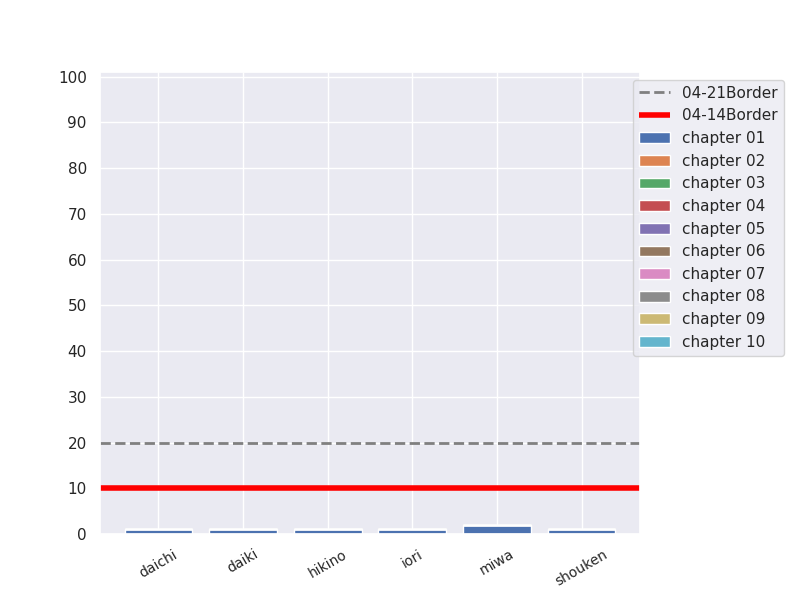 100
90
80
70
60
50
40
30
20
10
0
daichi
daiki
hikino
iori
miwa
shouken
04-21Border
04-14Border
chapter 01
chapter 02
chapter 03
chapter 04
chapter 05
chapter 06
chapter 07
chapter 08
chapter 09
chapter 10